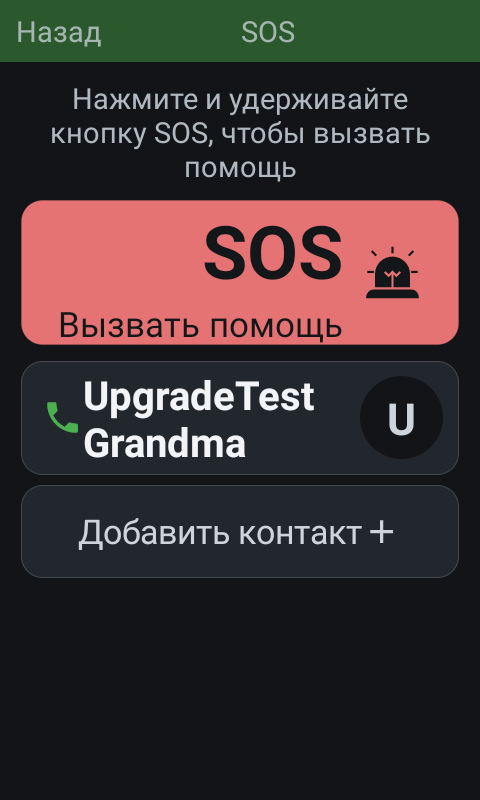 Назад
SOS
Нажмите и удерживайте
кнопку SOS, чтобы вызвать
помощь
SOS
Вызвать помощь
UpgradeTest
Grandma
U
Добавить контакт +